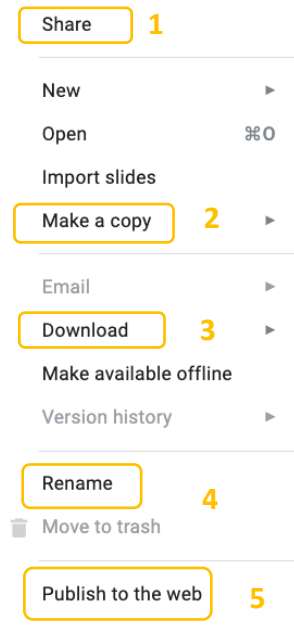 Share 1
New
Open ⌘O
Import slides
Make a copy 2
Email
Download 3
Make available offline
Version history
Rename 4
Move to trash
Publish to the web 5